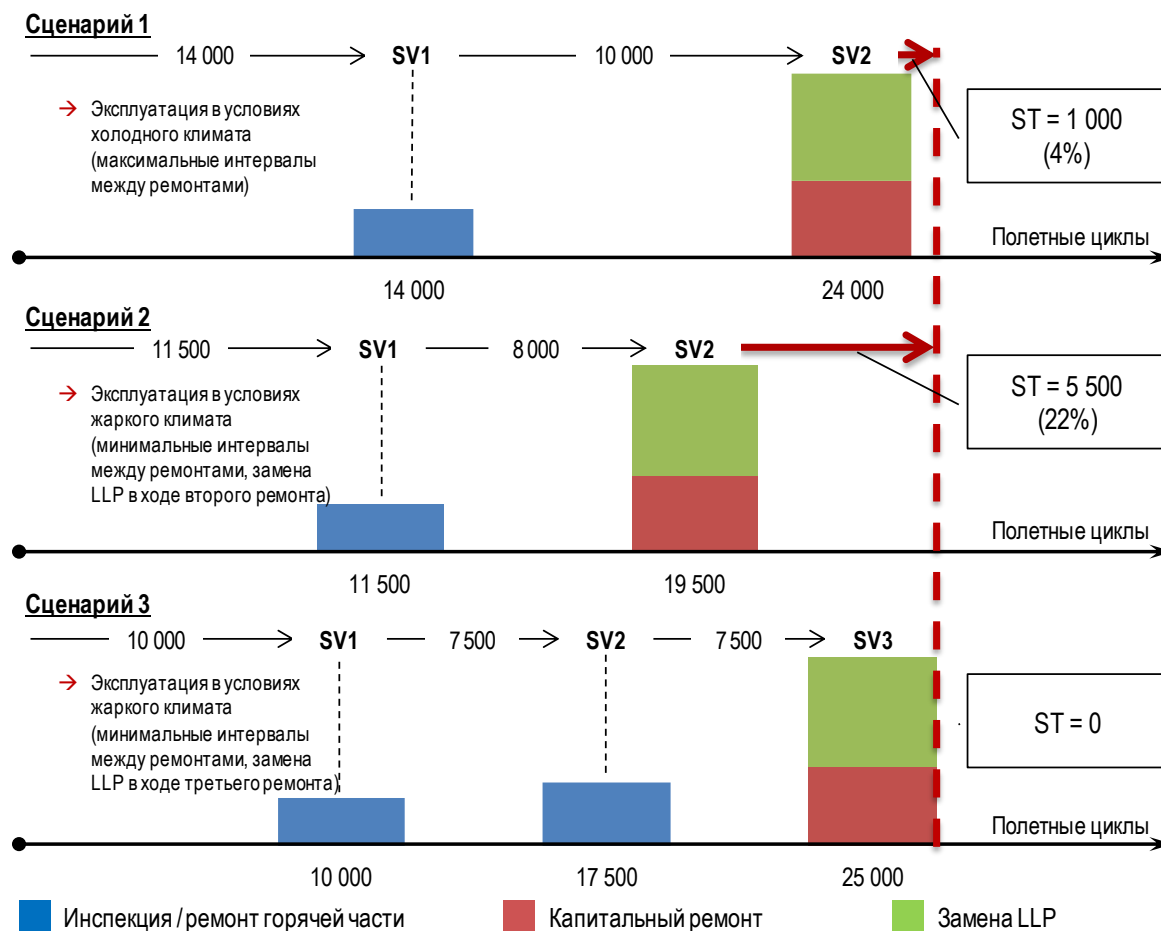 Сценарий 1
14 000
SV1
10 000
SV2
→ Эксплуатация в условиях
холодного климата
(максимальные интервалы
между ремонтами)
ST = 1 000
(4%)
Полетные циклы
14 000
24 000
Сценарий 2
11 500
SV1
8 000
SV2
→ Эксплуатация в условиях
жаркого климата
(минимальные интервалы
между ремонтами, замена
LLP в ходе второго ремонта)
ST = 5 500
(22%)
Полетные циклы
11 500
19 500
Сценарий 3
10 000
SV1
7 500
SV2
7 500
SV3
→ Эксплуатация в условиях
жаркого климата
(минимальные интервалы
между ремонтами, замена
LLP в ходе третьего ремонта)
ST = 0
Полетные циклы
10 000
17 500
25 000
Инспекция / ремонт горячей части
Капитальный ремонт
Замена LLP